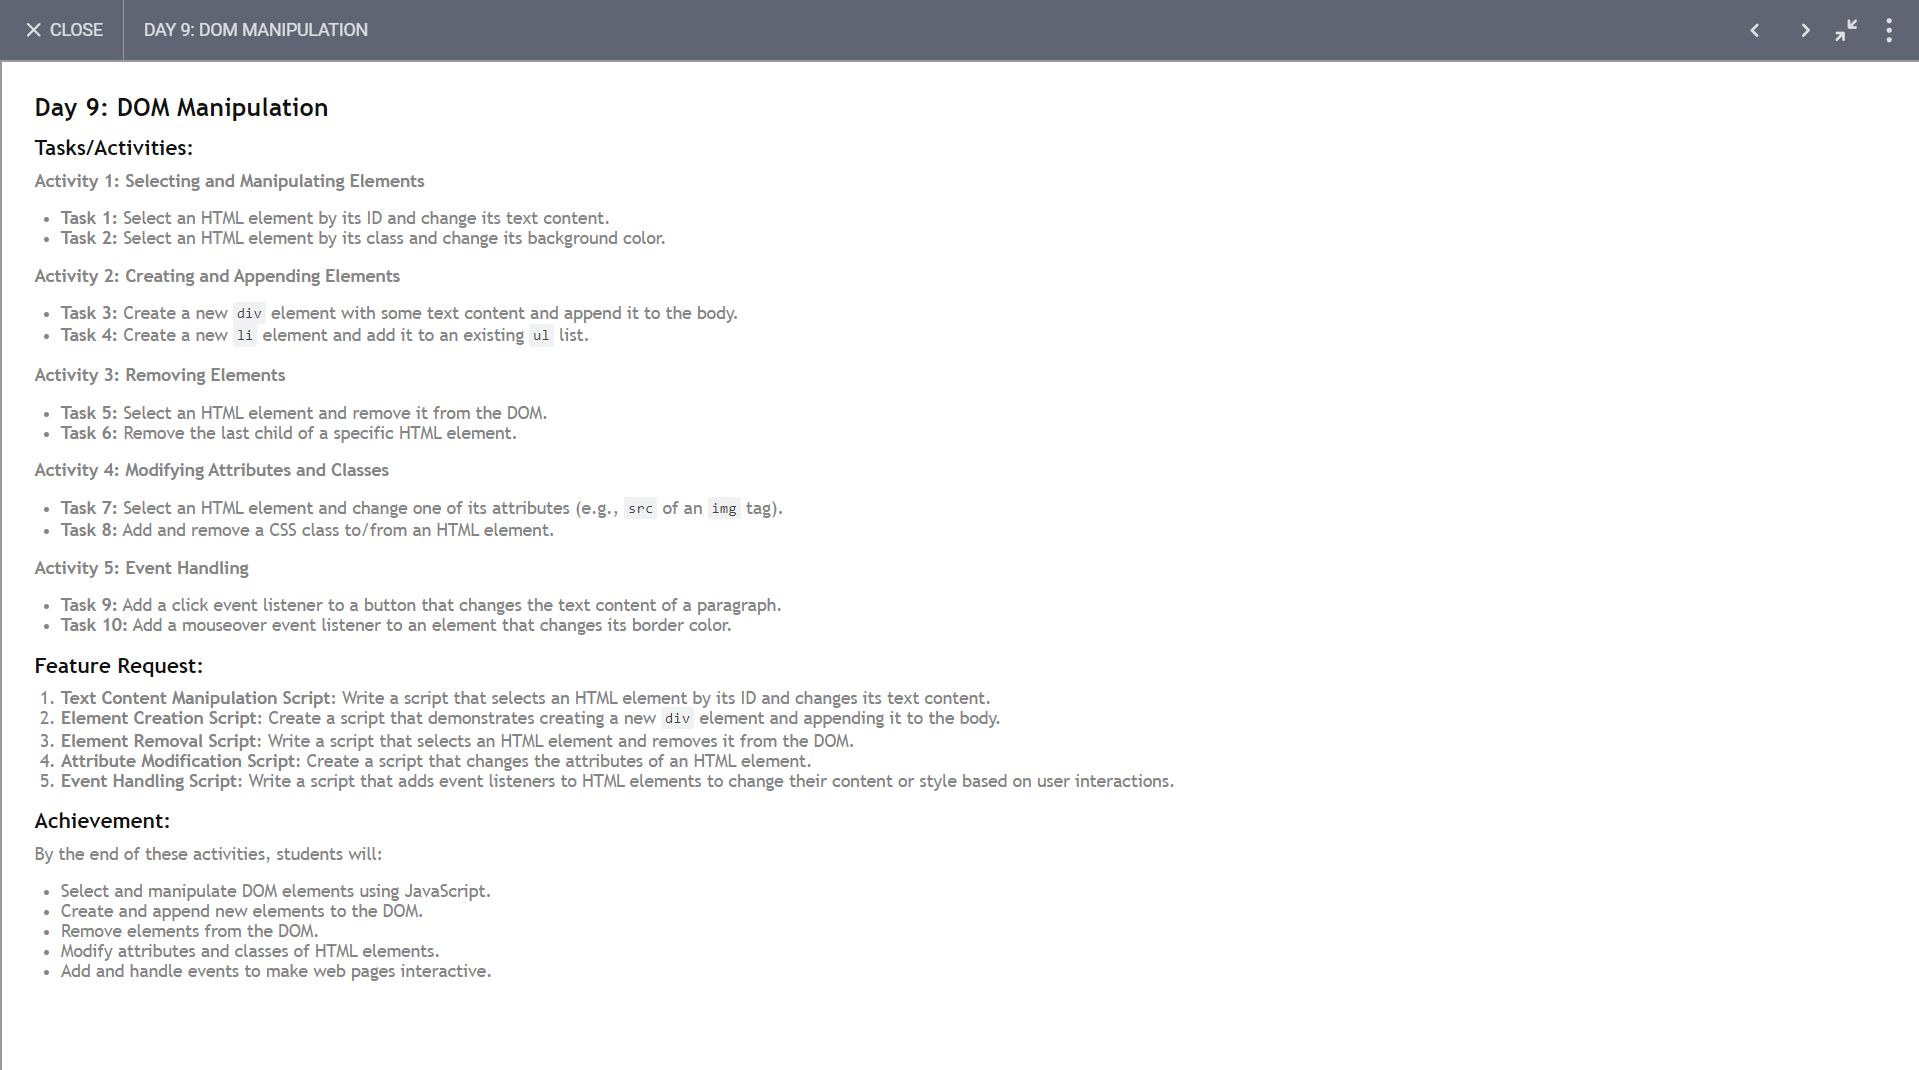 CLOSE
DAY 9: DOM MANIPULATION
Day 9: DOM Manipulation
Tasks/Activities:
Activity 1: Selecting and Manipulating Elements
• Task 1: Select an HTML element by its ID and change its text content.
• Task 2: Select an HTML element by its class and change its background color.
Activity 2: Creating and Appending Elements
• Task 3: Create a new div element with some text content and append it to the body.
• Task 4: Create a new li element and add it to an existing ul list.
Activity 3: Removing Elements
• Task 5: Select an HTML element and remove it from the DOM.
• Task 6: Remove the last child of a specific HTML element.
Activity 4: Modifying Attributes and Classes
• Task 7: Select an HTML element and change one of its attributes (e.g., src of an img tag).
• Task 8: Add and remove a CSS class to/from an HTML element.
Activity 5: Event Handling
• Task 9: Add a click event listener to a button that changes the text content of a paragraph.
• Task 10: Add a mouseover event listener to an element that changes its border color.
Feature Request:
1. Text Content Manipulation Script: Write a script that selects an HTML element by its ID and changes its text content.
2. Element Creation Script: Create a script that demonstrates creating a new div element and appending it to the body.
3. Element Removal Script: Write a script that selects an HTML element and removes it from the DOM.
4. Attribute Modification Script: Create a script that changes the attributes of an HTML element.
5. Event Handling Script: Write a script that adds event listeners to HTML elements to change their content or style based on user interactions.
Achievement:
By the end of these activities, students will:
• Select and manipulate DOM elements using JavaScript.
• Create and append new elements to the DOM.
• Remove elements from the DOM.
• Modify attributes and classes of HTML elements.
• Add and handle events to make web pages interactive.